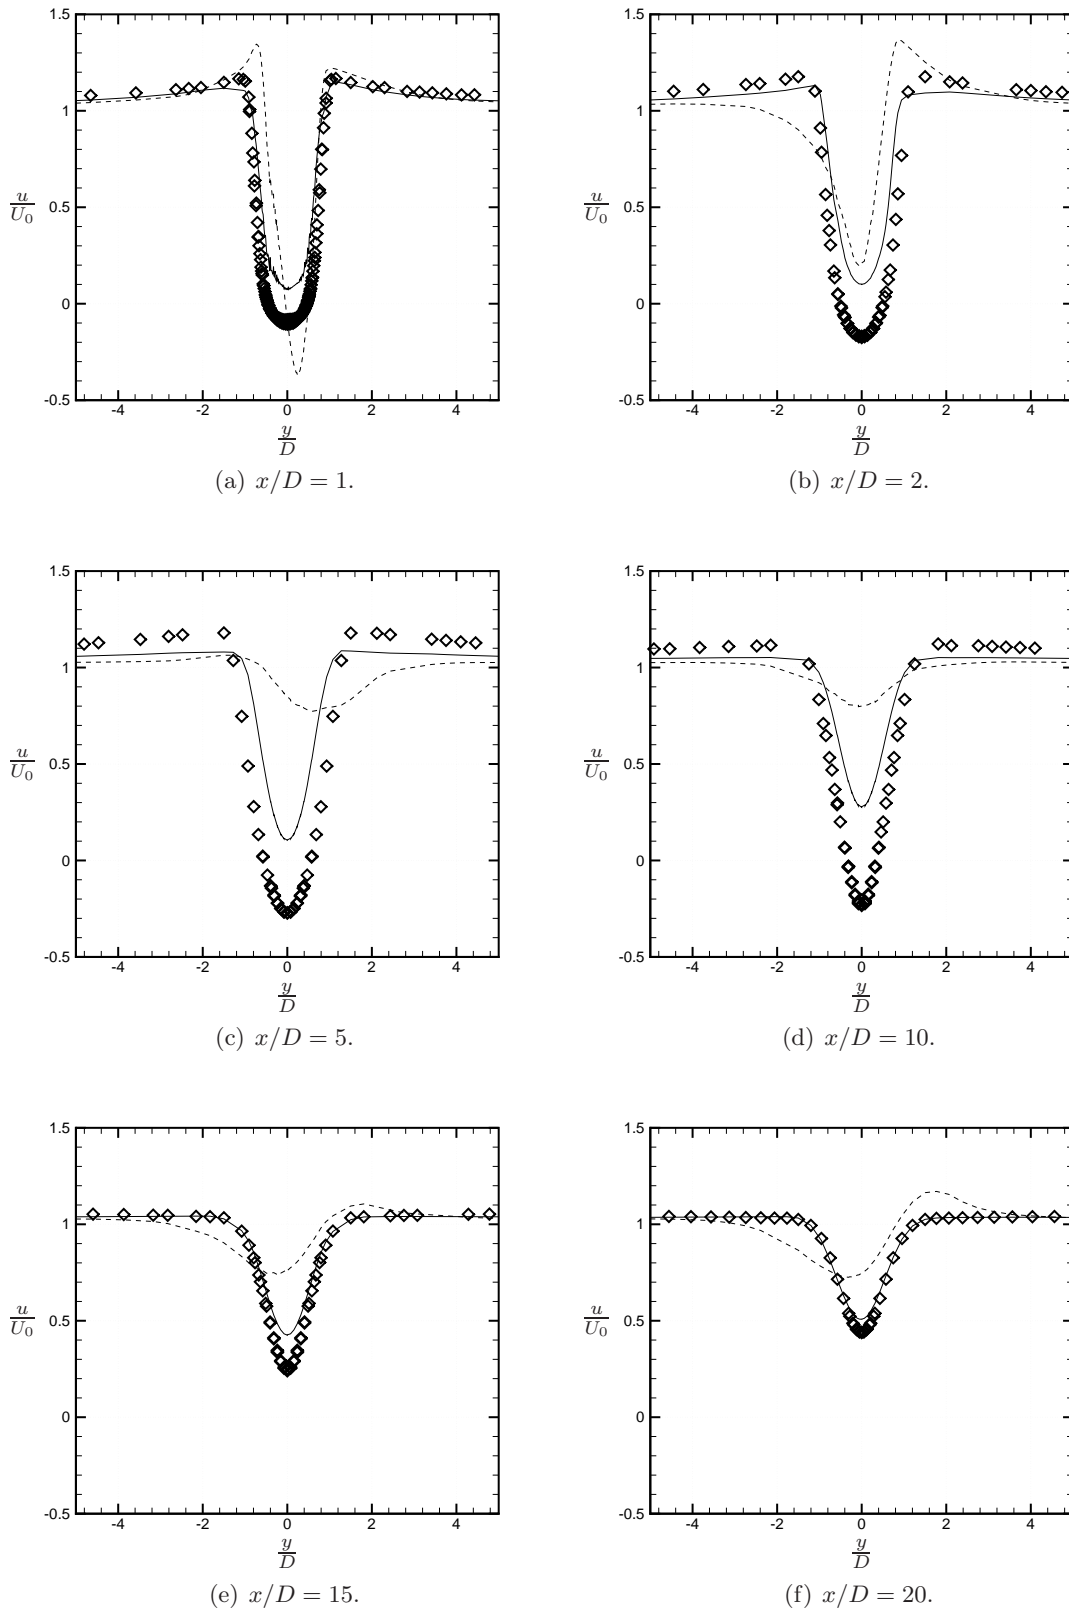 1.5
1
0.5
0
-0.5
-4 -2 0 2 4
u/U₀
y/D
(a) x/D = 1.
1.5
1
0.5
0
-0.5
-4 -2 0 2 4
u/U₀
y/D
(b) x/D = 2.
1.5
1
0.5
0
-0.5
-4 -2 0 2 4
u/U₀
y/D
(c) x/D = 5.
1.5
1
0.5
0
-0.5
-4 -2 0 2 4
u/U₀
y/D
(d) x/D = 10.
1.5
1
0.5
0
-0.5
-4 -2 0 2 4
u/U₀
y/D
(e) x/D = 15.
1.5
1
0.5
0
-0.5
-4 -2 0 2 4
u/U₀
y/D
(f) x/D = 20.